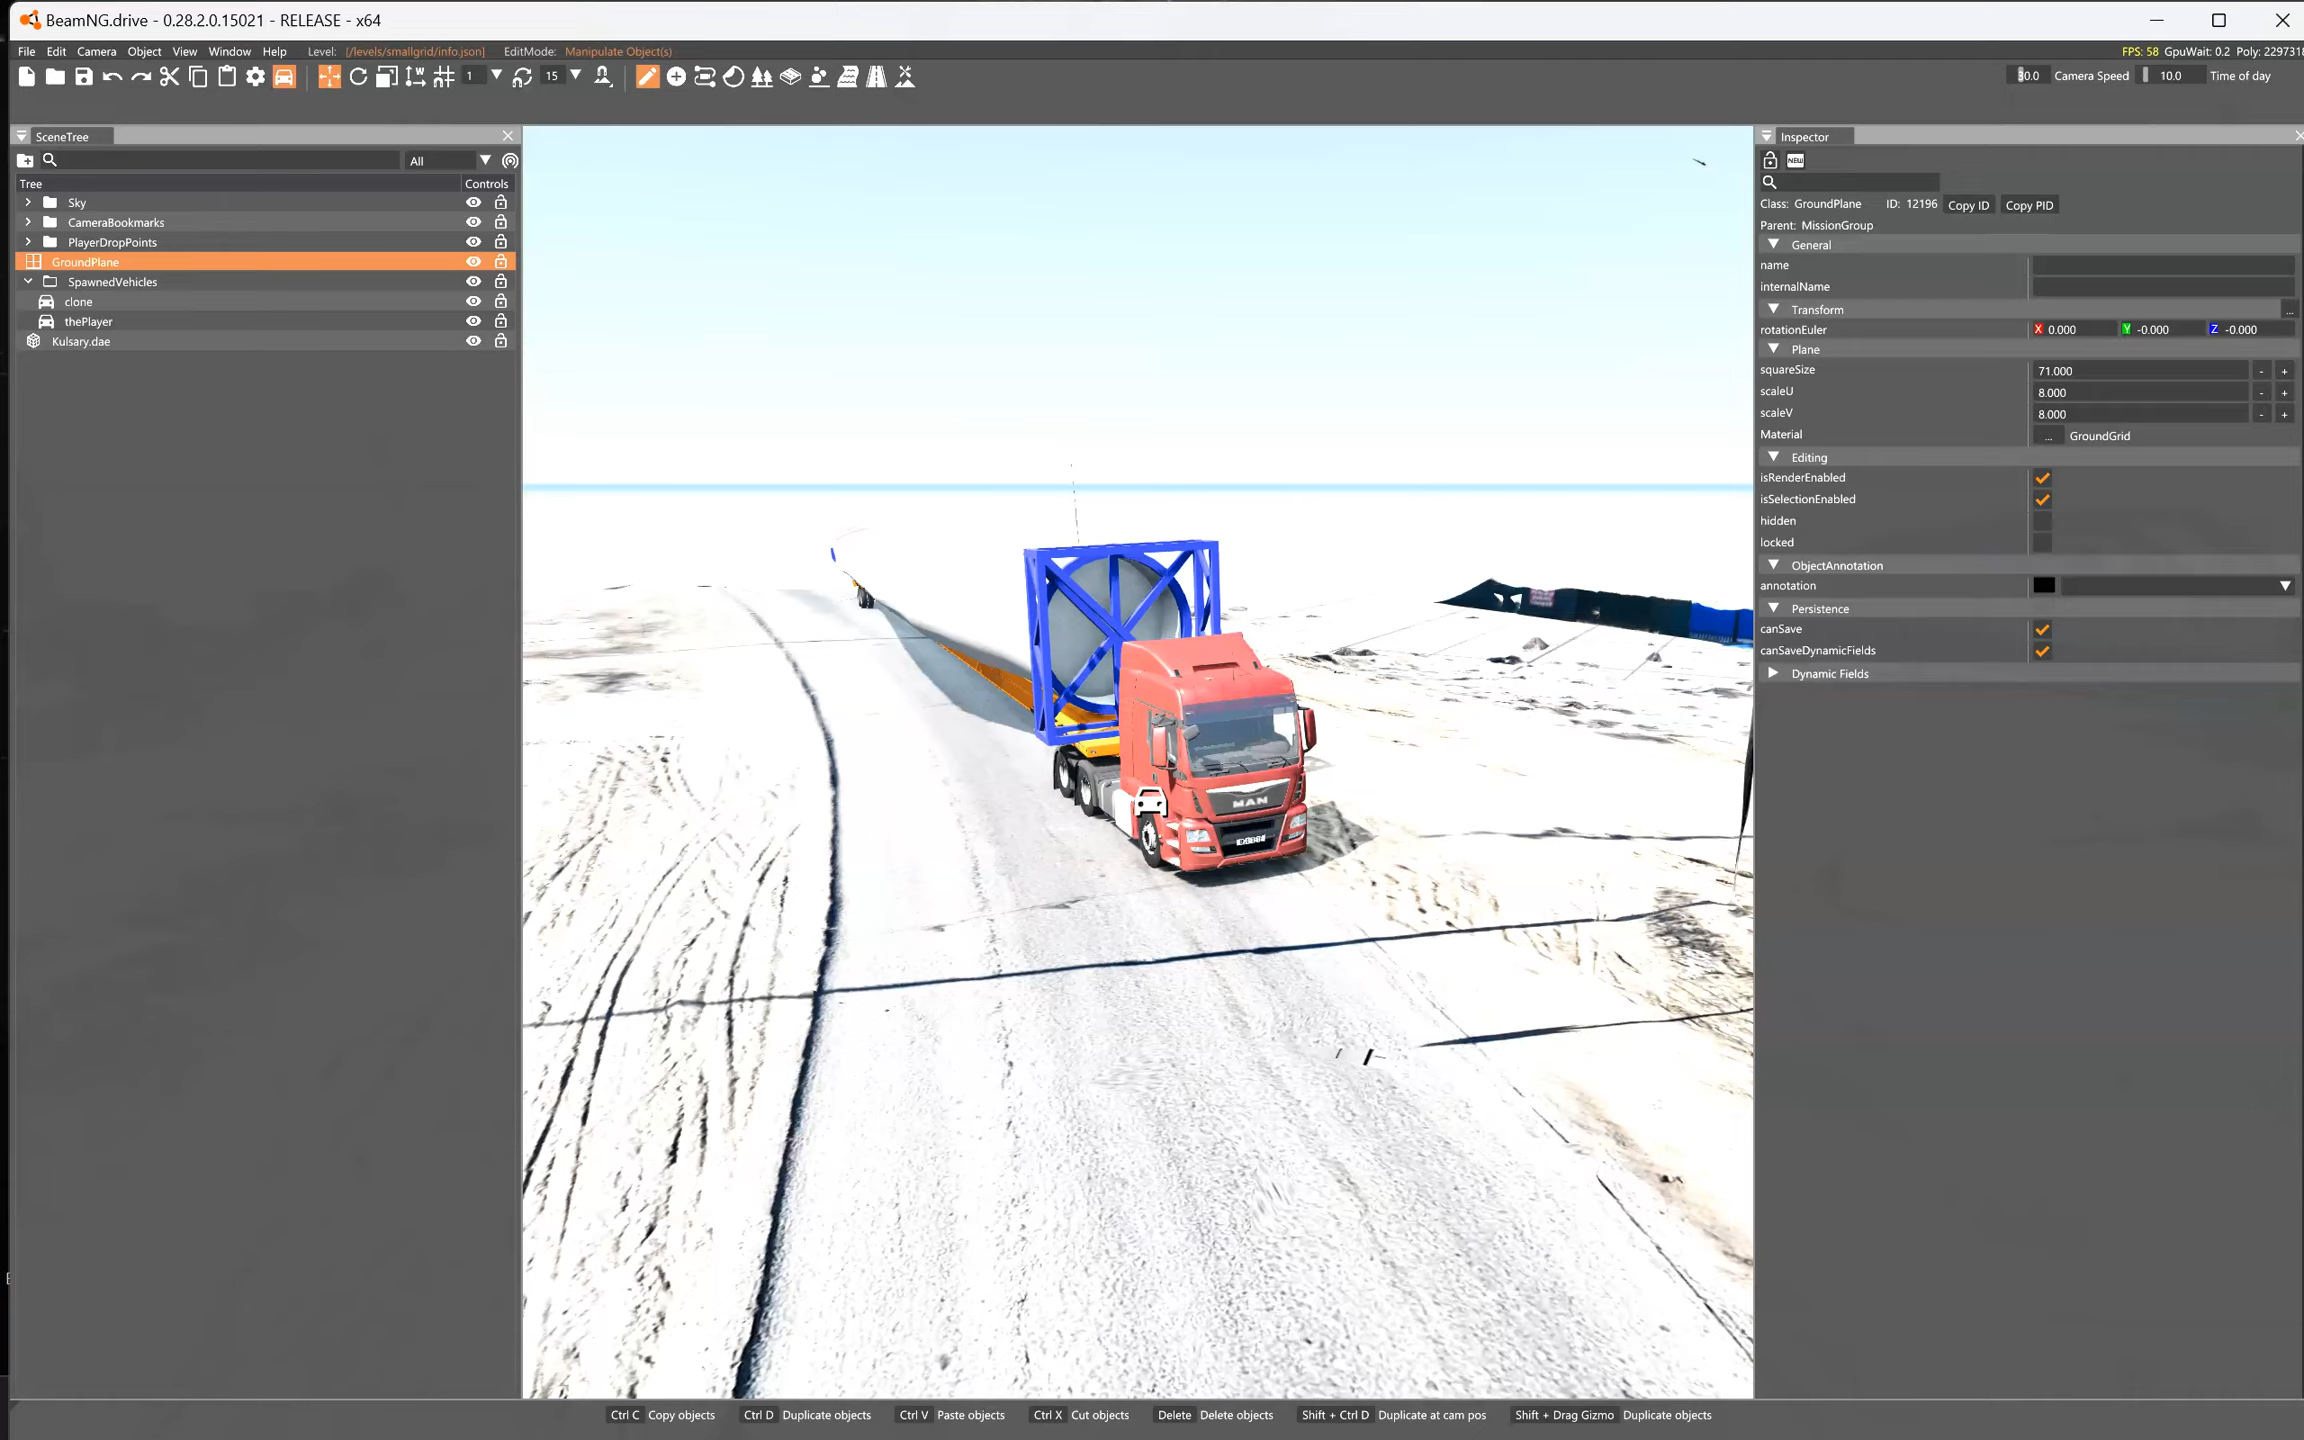 BeamNG.drive - 0.28.2.0.15021 - RELEASE - x64
File Edit Camera Object View Window Help Level: [/levels/smallgrid/info.json] EditMode: Manipulate Object(s)
FPS: 58 GpuWait: 0.2 Poly: 2297318
1 15
30.0 Camera Speed 10.0 Time of day
SceneTree
All
Tree Controls
Sky
CameraBookmarks
PlayerDropPoints
GroundPlane
SpawnedVehicles
clone
thePlayer
Kulsary.dae
MAN
Inspector
NEW
Class: GroundPlane ID: 12196 Copy ID Copy PID
Parent: MissionGroup
General
name
internalName
Transform ...
rotationEuler X 0.000 Y -0.000 Z -0.000
Plane
squareSize 71.000 - +
scaleU 8.000 - +
scaleV 8.000 - +
Material ... GroundGrid
Editing
isRenderEnabled
isSelectionEnabled
hidden
locked
ObjectAnnotation
annotation
Persistence
canSave
canSaveDynamicFields
Dynamic Fields
Ctrl C Copy objects Ctrl D Duplicate objects Ctrl V Paste objects Ctrl X Cut objects Delete Delete objects Shift + Ctrl D Duplicate at cam pos Shift + Drag Gizmo Duplicate objects